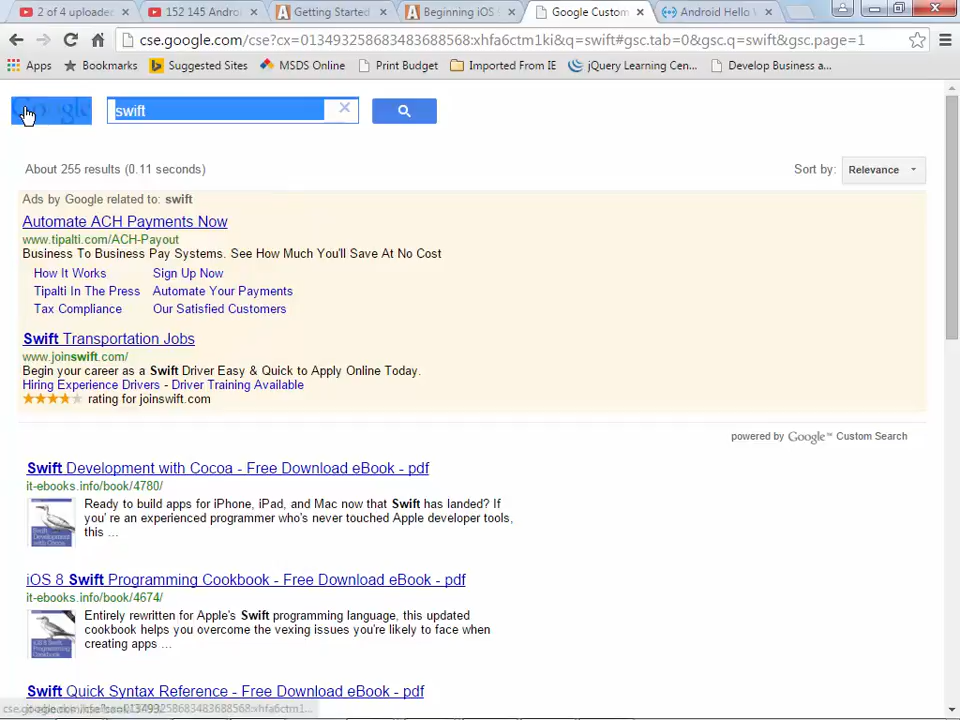 2 of 4 uploaded
152 145 Androi
Getting Started
Beginning iOS
Google Custom
Android Hello
cse.google.com/cse?cx=013493258683483688568:xhfa6ctm1ki&q=swift#gsc.tab=0&gsc.q=swift&gsc.page=1
Apps Bookmarks Suggested Sites MSDS Online Print Budget Imported From IE jQuery Learning Cen... Develop Business a...
Google swift
About 255 results (0.11 seconds) Sort by: Relevance
Ads by Google related to: swift
Automate ACH Payments Now
www.tipalti.com/ACH-Payout
Business To Business Pay Systems. See How Much You'll Save At No Cost
How It Works Sign Up Now
Tipalti In The Press Automate Your Payments
Tax Compliance Our Satisfied Customers
Swift Transportation Jobs
www.joinswift.com/
Begin your career as a Swift Driver Easy & Quick to Apply Online Today.
Hiring Experience Drivers - Driver Training Available
rating for joinswift.com
powered by Google™ Custom Search
Swift Development with Cocoa - Free Download eBook - pdf
it-ebooks.info/book/4780/
Ready to build apps for iPhone, iPad, and Mac now that Swift has landed? If
you' re an experienced programmer who's never touched Apple developer tools,
this ...
iOS 8 Swift Programming Cookbook - Free Download eBook - pdf
it-ebooks.info/book/4674/
Entirely rewritten for Apple's Swift programming language, this updated
cookbook helps you overcome the vexing issues you're likely to face when
creating apps ...
Swift Quick Syntax Reference - Free Download eBook - pdf